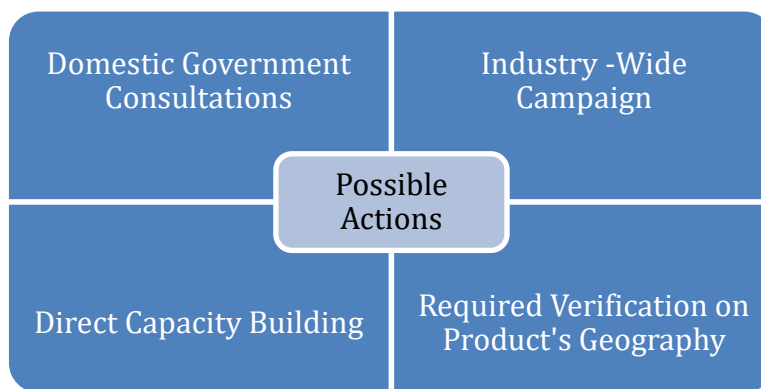 Domestic Government
Consultations
Industry -Wide
Campaign
Possible
Actions
Direct Capacity Building
Required Verification on
Product's Geography